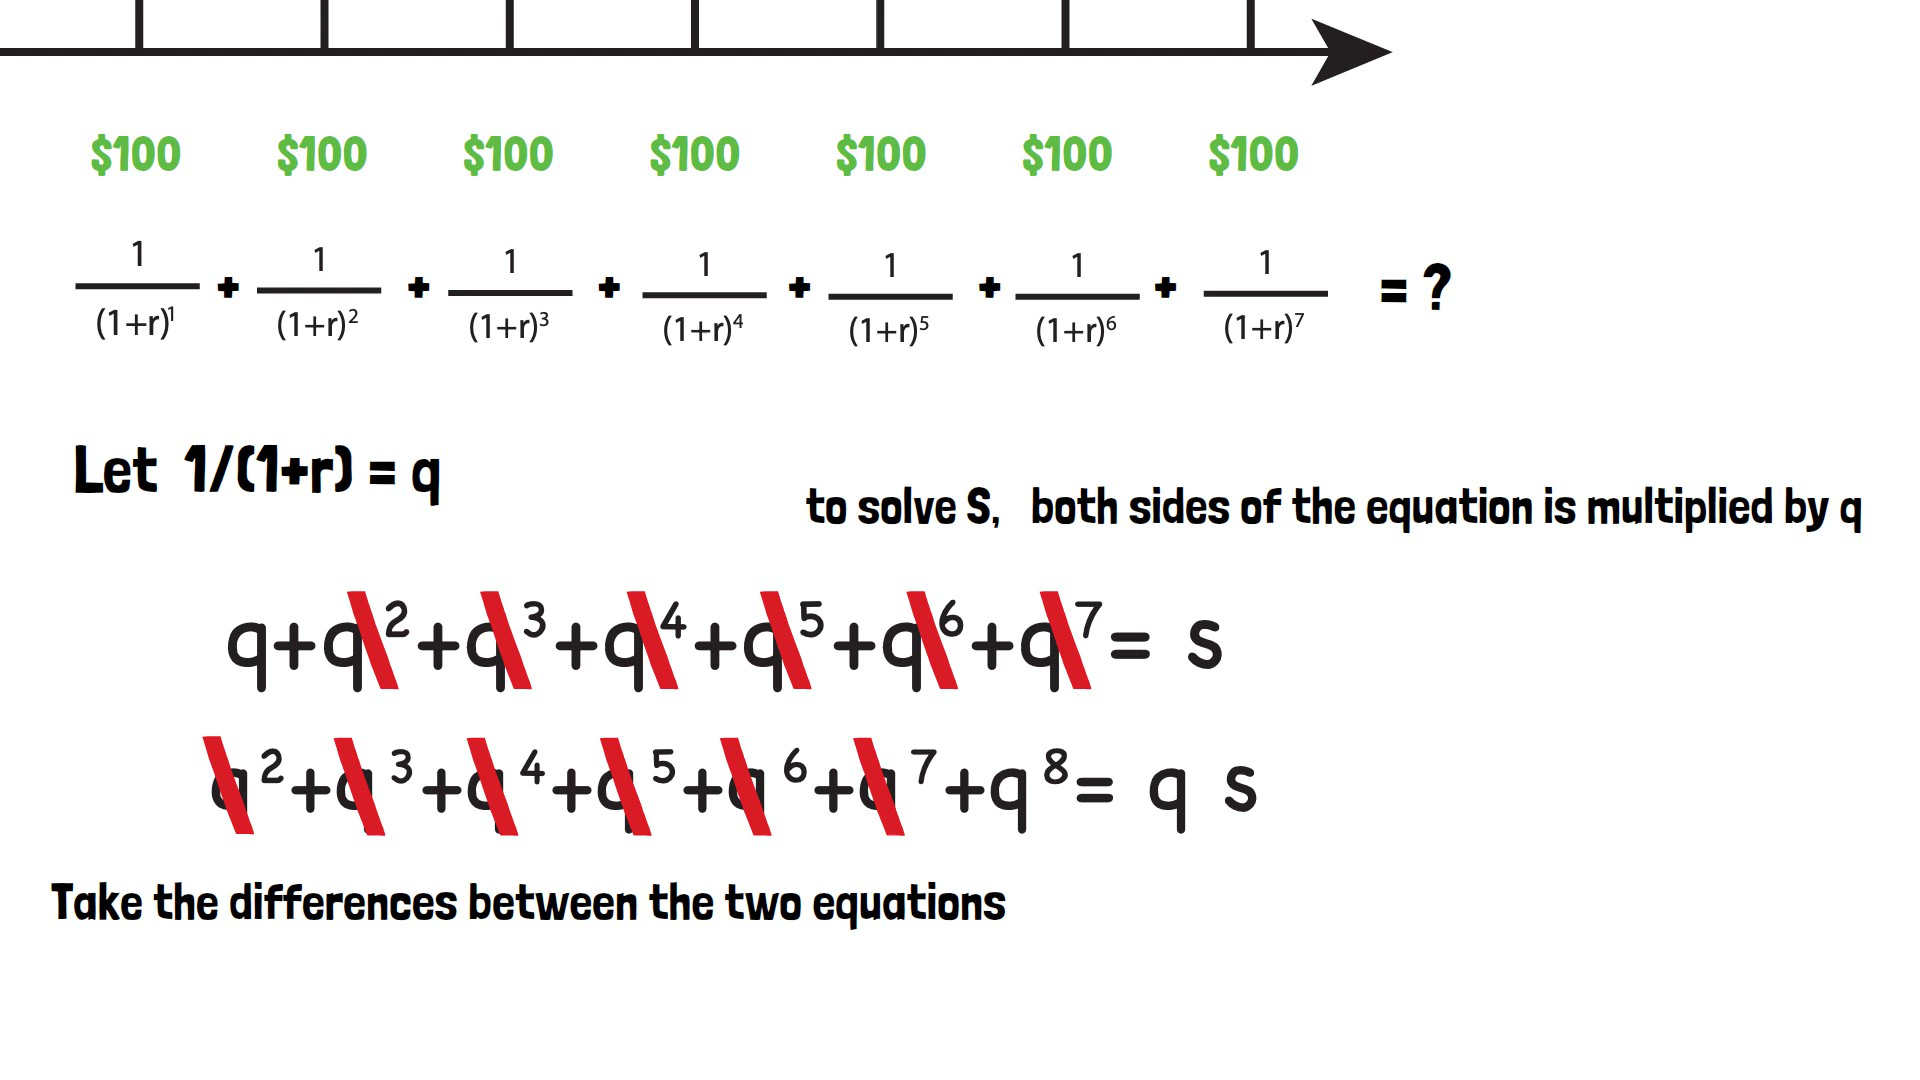 $100 $100 $100 $100 $100 $100 $100
1/(1+r)¹ + 1/(1+r)² + 1/(1+r)³ + 1/(1+r)⁴ + 1/(1+r)⁵ + 1/(1+r)⁶ + 1/(1+r)⁷ = ?
Let 1/(1+r) = q
to solve S, both sides of the equation is multiplied by q
q+q²+q³+q⁴+q⁵+q⁶+q⁷= s
q²+q³+q⁴+q⁵+q⁶+q⁷+q⁸= q s
Take the differences between the two equations